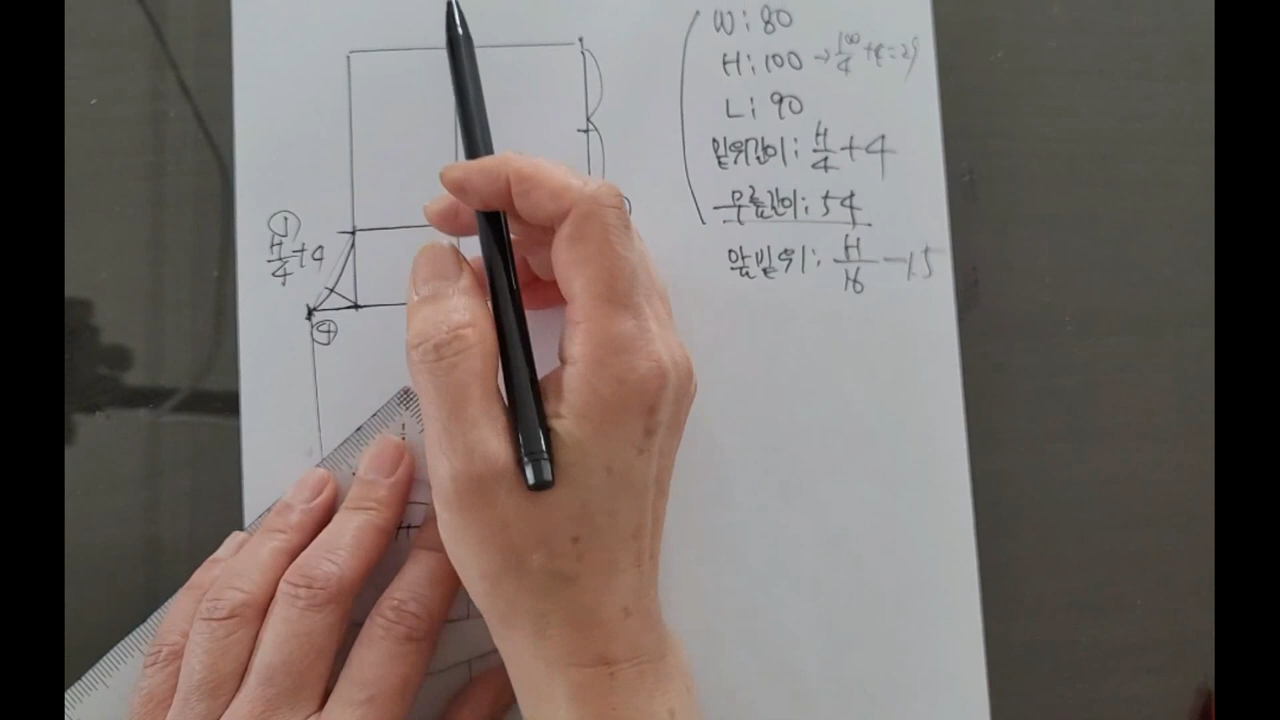 W: 80
H: 100 → 100/4 + 4 = 29
L: 90
밑위길이: H/4 + 4
무릎길이: 54
앞밑위: H/16 - 1.5
①
H/4 + 4
④